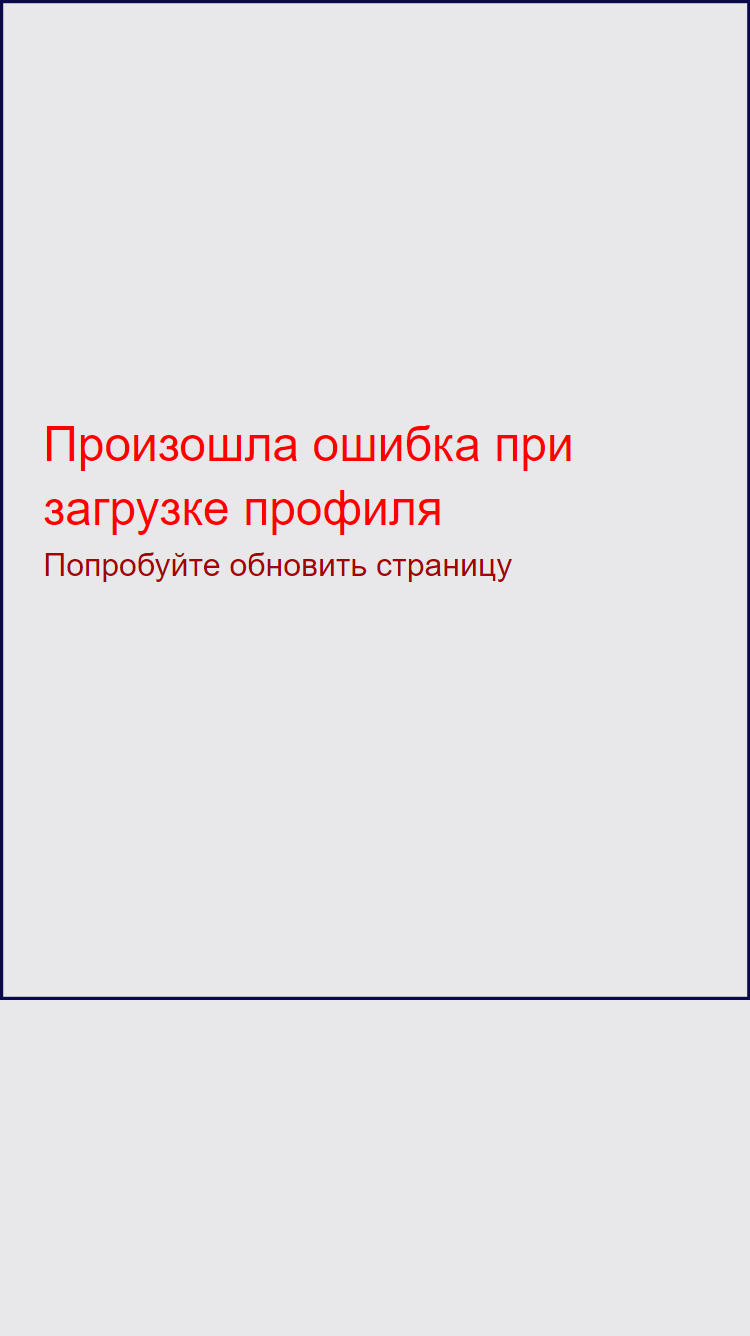 Произошла ошибка при
загрузке профиля
Попробуйте обновить страницу